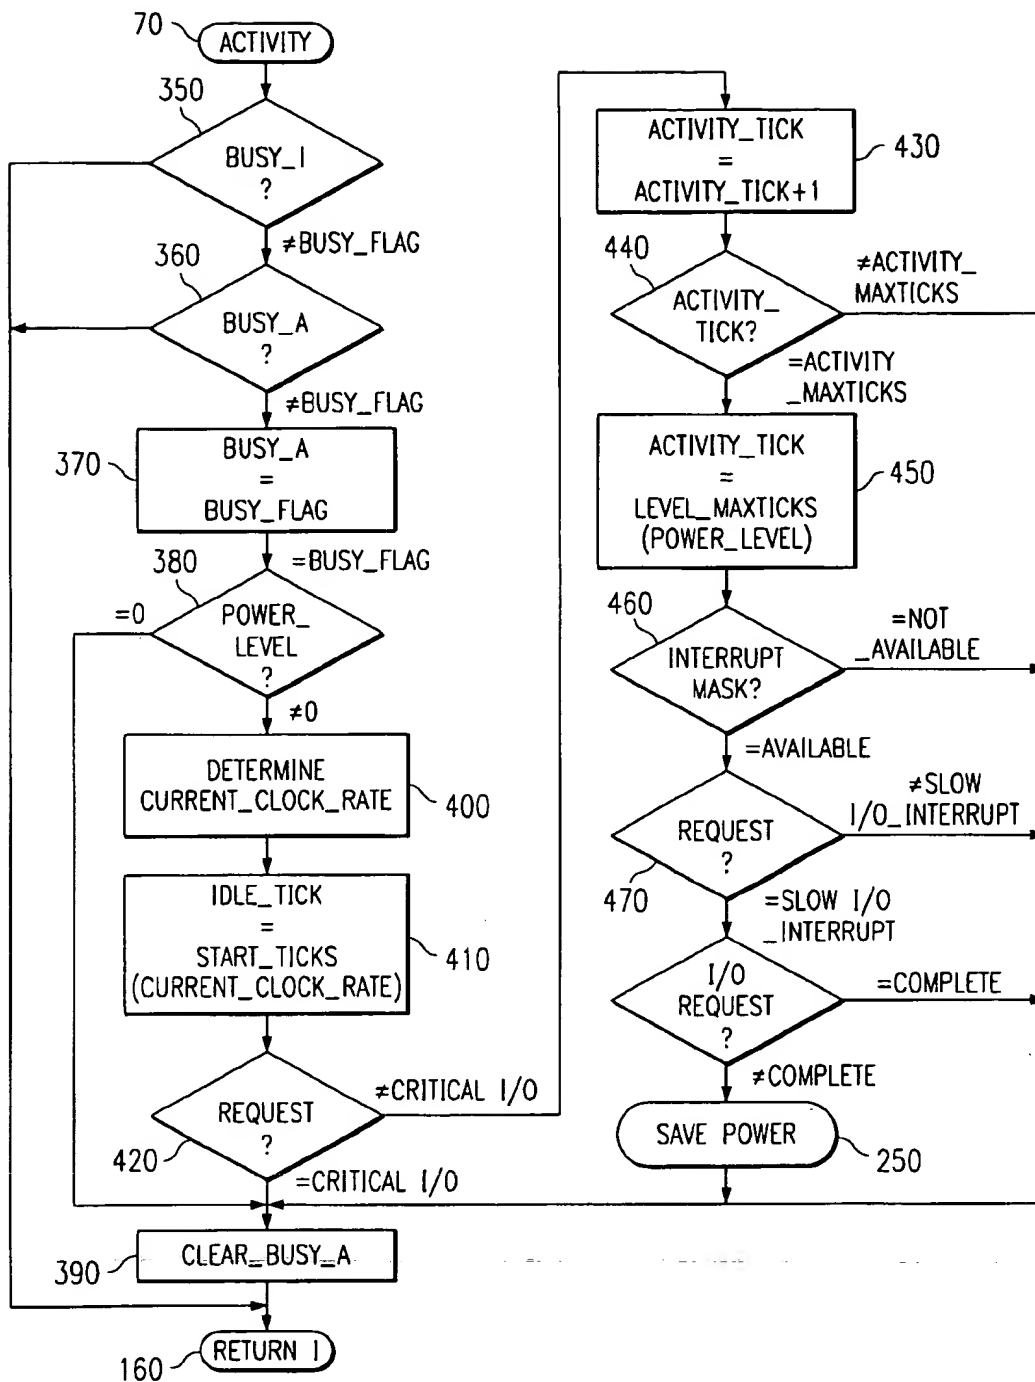 70
ACTIVITY
350
BUSY_I
?
≠BUSY_FLAG
360
BUSY_A
?
≠BUSY_FLAG
370
BUSY_A
=
BUSY_FLAG
380
=BUSY_FLAG
=0
POWER_
LEVEL
?
≠0
DETERMINE
CURRENT_CLOCK_RATE
400
IDLE_TICK
=
START_TICKS
(CURRENT_CLOCK_RATE)
410
≠CRITICAL I/O
REQUEST
?
420
=CRITICAL I/O
CLEAR_BUSY_A
390
RETURN I
160
ACTIVITY_TICK
=
ACTIVITY_TICK+1
430
440
≠ACTIVITY_
MAXTICKS
ACTIVITY_
TICK?
=ACTIVITY
_MAXTICKS
ACTIVITY_TICK
=
LEVEL_MAXTICKS
(POWER_LEVEL)
450
460
=NOT
_AVAILABLE
INTERRUPT
MASK?
=AVAILABLE
≠SLOW
I/O_INTERRUPT
REQUEST
?
470
=SLOW I/O
_INTERRUPT
I/O
REQUEST
?
=COMPLETE
≠COMPLETE
SAVE POWER
250